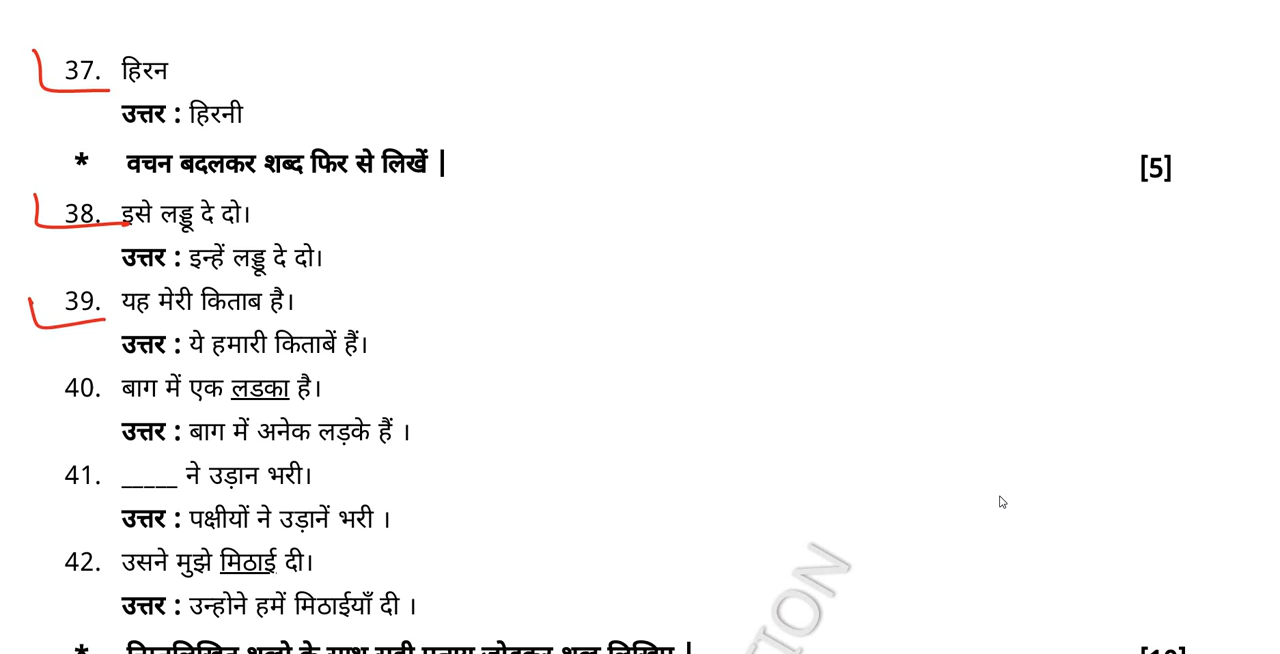 37. हिरन
उत्तर : हिरनी
* वचन बदलकर शब्द फिर से लिखें | [5]
38. इसे लड्डू दे दो।
उत्तर : इन्हें लड्डू दे दो।
39. यह मेरी किताब है।
उत्तर : ये हमारी किताबें हैं।
40. बाग में एक लडका है।
उत्तर : बाग में अनेक लड़के हैं ।
41. _____ ने उड़ान भरी।
उत्तर : पक्षीयों ने उड़ानें भरी ।
42. उसने मुझे मिठाई दी।
उत्तर : उन्होने हमें मिठाईयाँ दी ।
TION